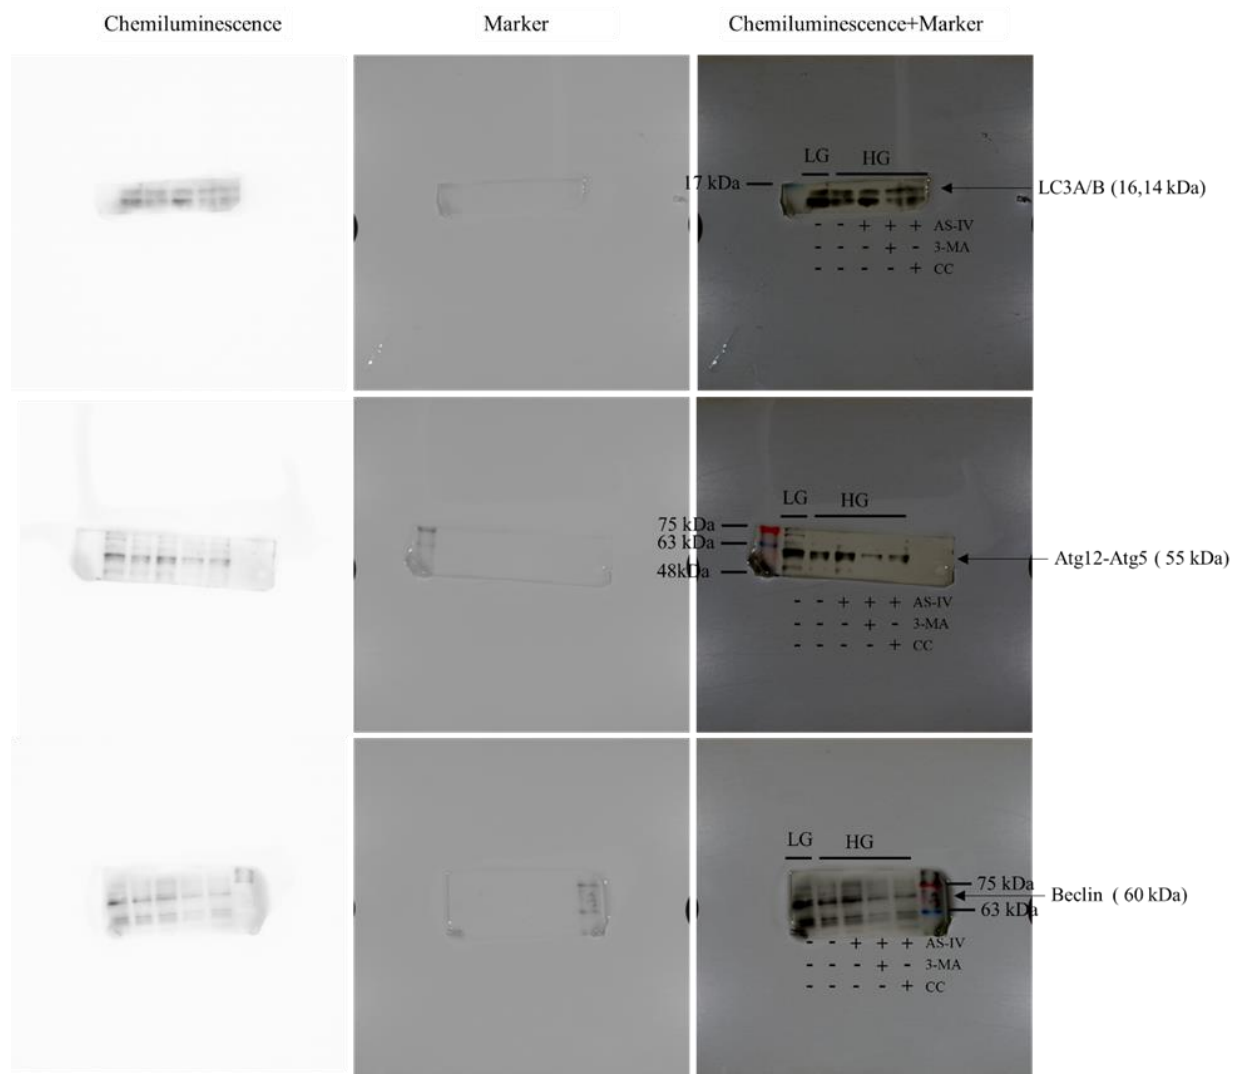 Chemiluminescence Marker Chemiluminescence+Marker
LG HG
17 kDa
LC3A/B (16,14 kDa)
- - + + + AS-IV
- - - + - 3-MA
- - - - + CC
LG HG
75 kDa
63 kDa
48kDa
Atg12-Atg5 ( 55 kDa)
- - + + + AS-IV
- - - + - 3-MA
- - - - + CC
LG HG
75 kDa
Beclin ( 60 kDa)
63 kDa
- - + + + AS-IV
- - - + - 3-MA
- - - - + CC